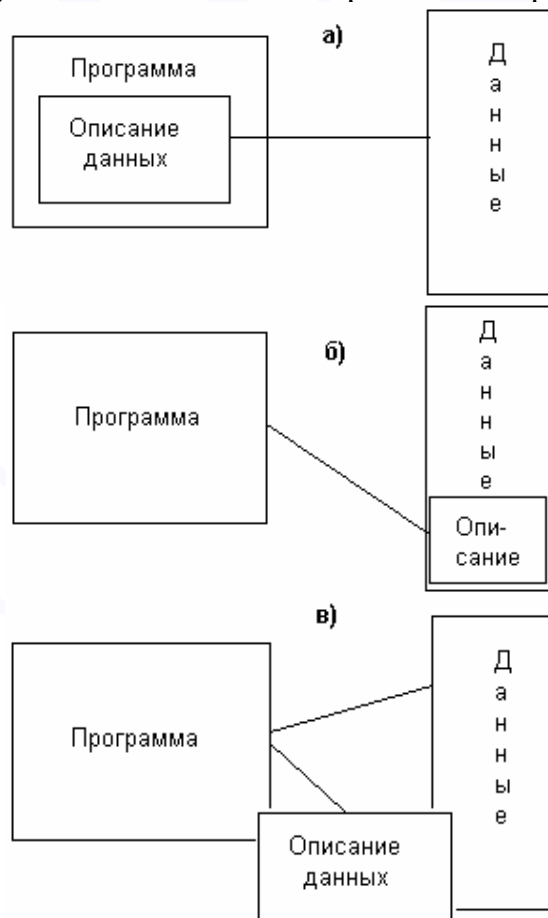 а)
Программа
Описание
данных
Д
а
н
н
ы
е
б)
Программа
Д
а
н
н
ы
е
Опи-
сание
в)
Программа
Д
а
н
н
ы
е
Описание
данных